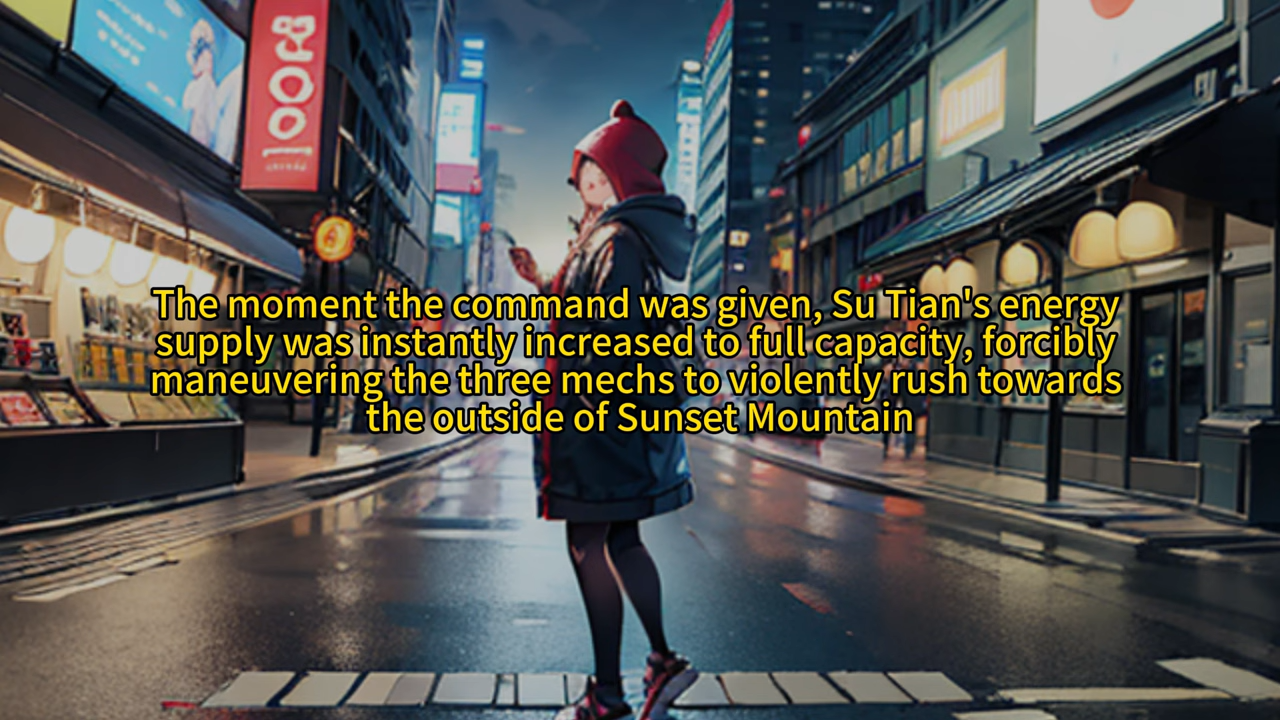 The moment the command was given, Su Tian's energy
supply was instantly increased to full capacity, forcibly
maneuvering the three mechs to violently rush towards
the outside of Sunset Mountain